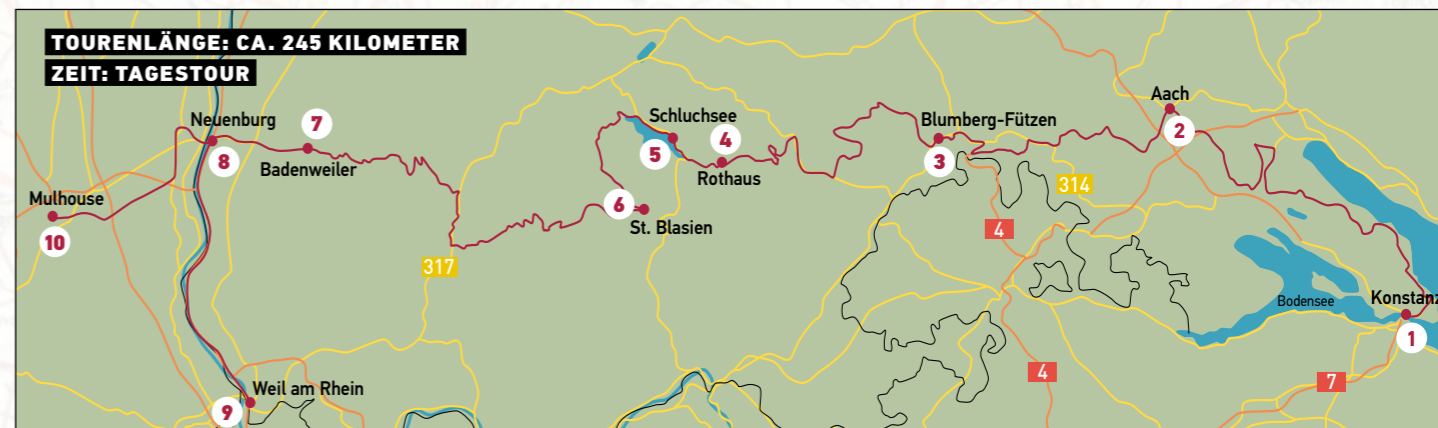 TOURENLÄNGE: CA. 245 KILOMETER
ZEIT: TAGESTOUR
Aach
2
Schluchsee
Blumberg-Fützen
Neuenburg
7
4
5
3
8
Badenweiler
Rothaus
314
Mulhouse
6
10
St. Blasien
4
317
Bodensee
Konstanz
1
4
7
Weil am Rhein
9